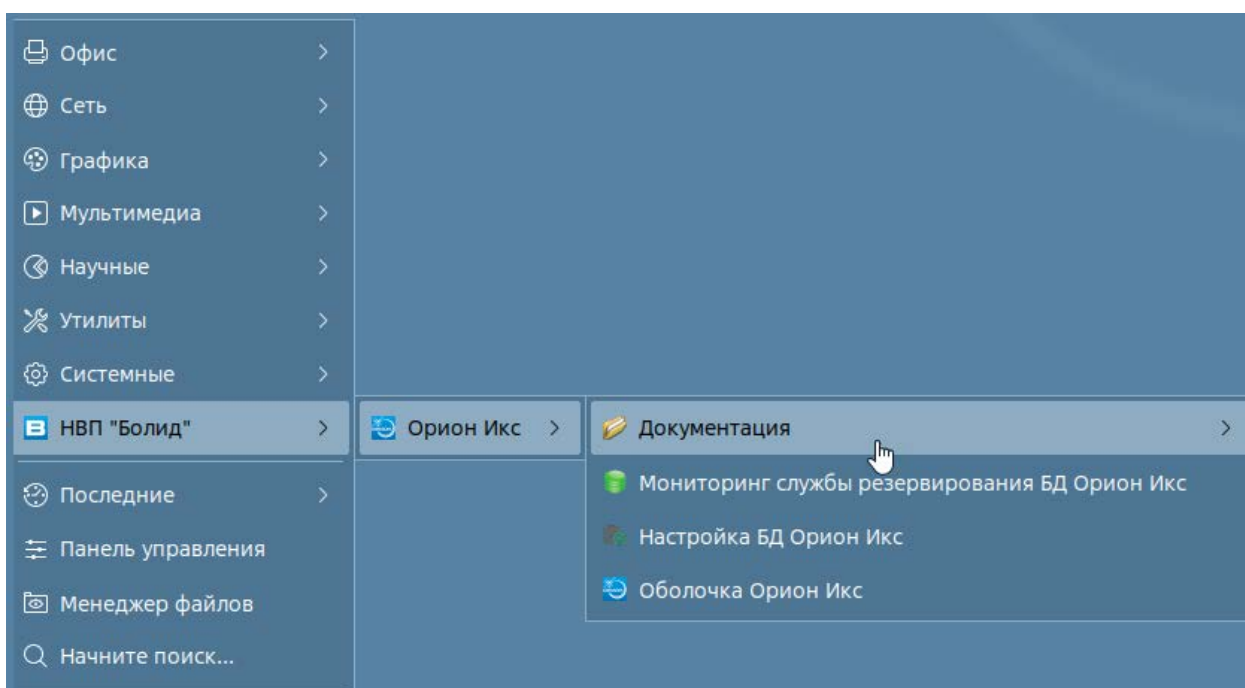 Офис
Сеть
Графика
Мультимедиа
Научные
Утилиты
Системные
НВП "Болид"
Орион Икс
Документация
Мониторинг службы резервирования БД Орион Икс
Настройка БД Орион Икс
Оболочка Орион Икс
Последние
Панель управления
Менеджер файлов
Начните поиск...